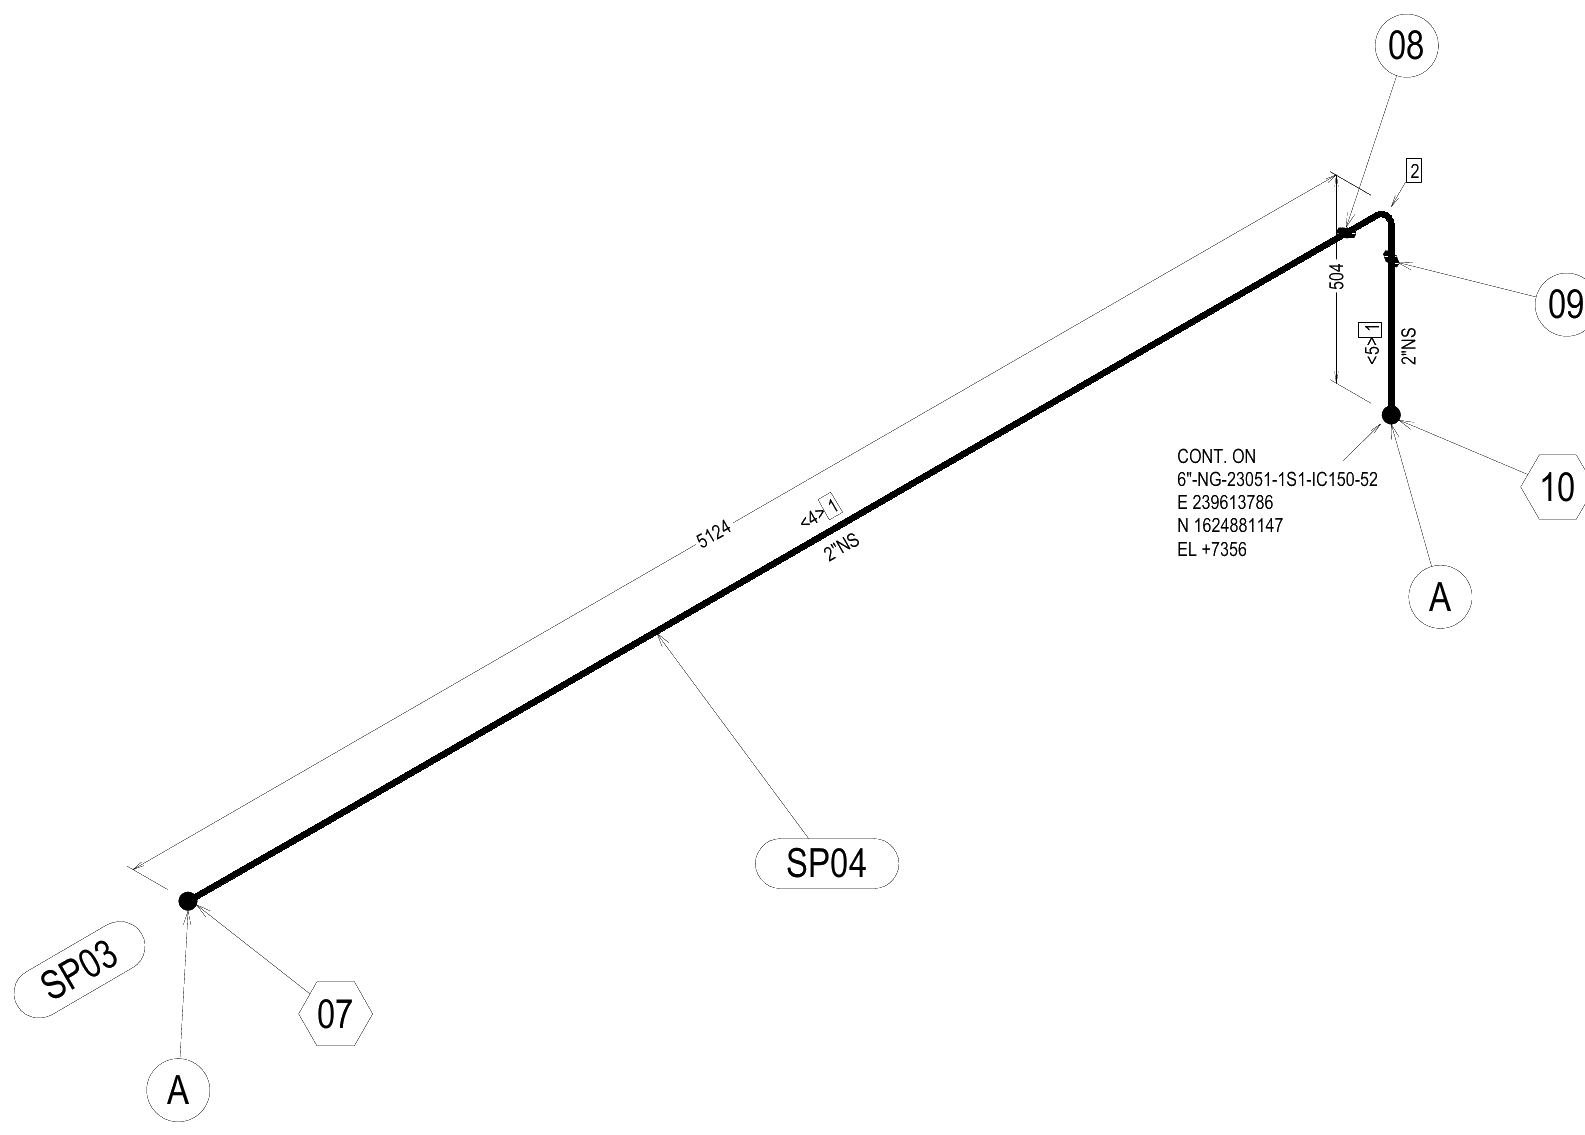 08
2
504
09
<5> 1
2"NS
CONT. ON
6"-NG-23051-1S1-IC150-52
E 239613786
N 1624881147
EL +7356
10
5124
<4> 1
2"NS
A
SP04
SP03
07
A